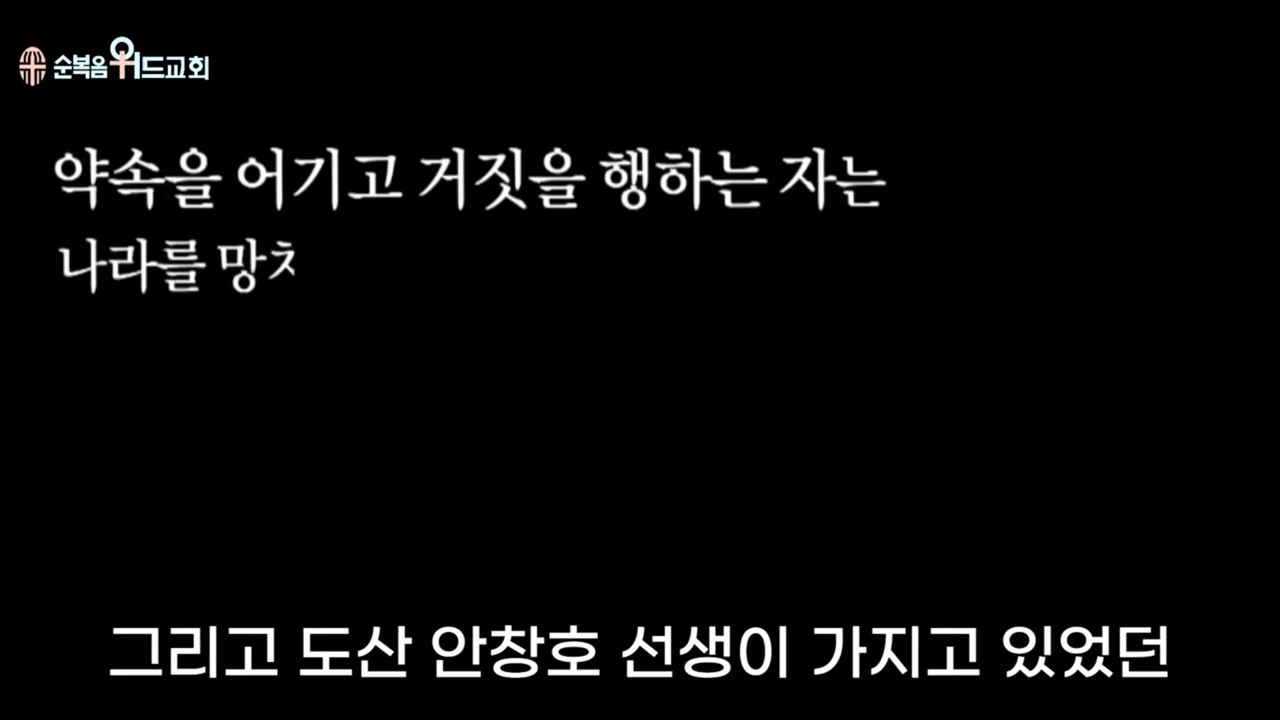 순복음위드교회
약속을 어기고 거짓을 행하는 자는
나라를 망
그리고 도산 안창호 선생이 가지고 있었던